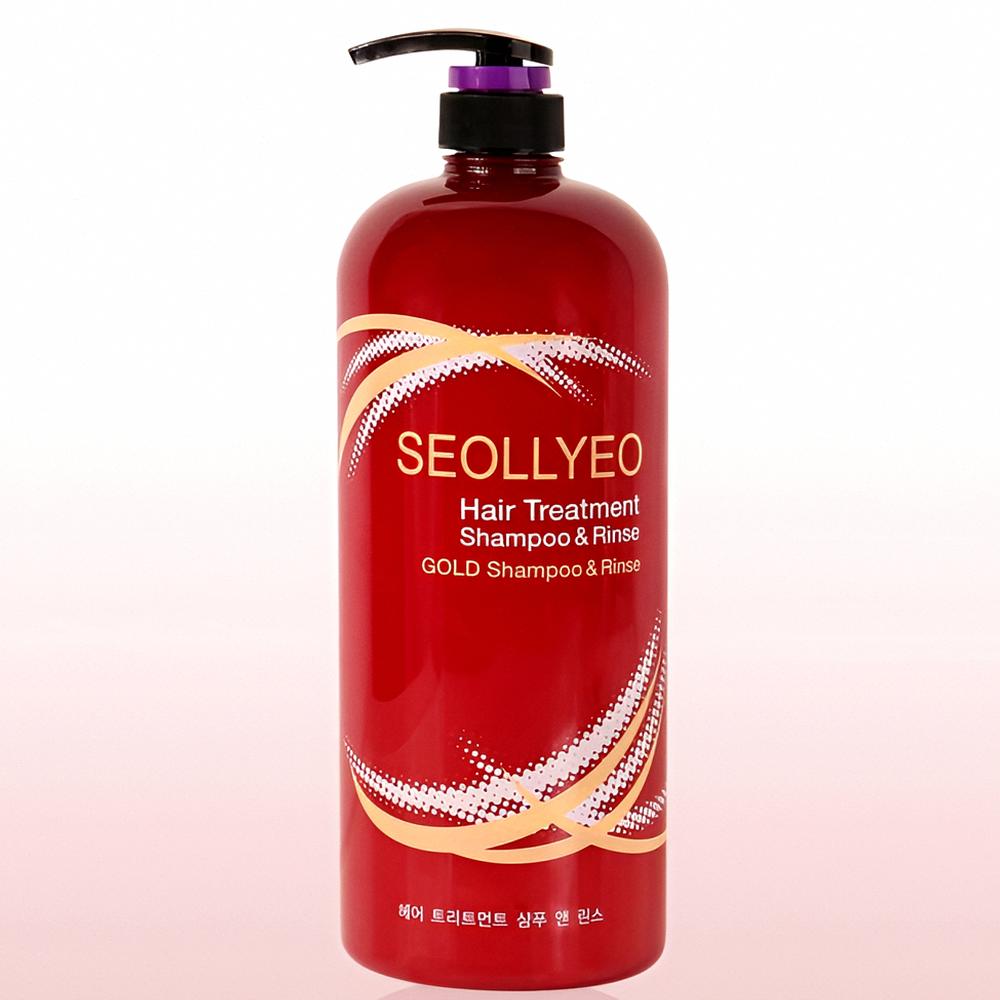 SEOLLYEO
Hair Treatment
Shampoo & Rinse
GOLD Shampoo & Rinse
헤어 트리트먼트 샴푸 앤 린스